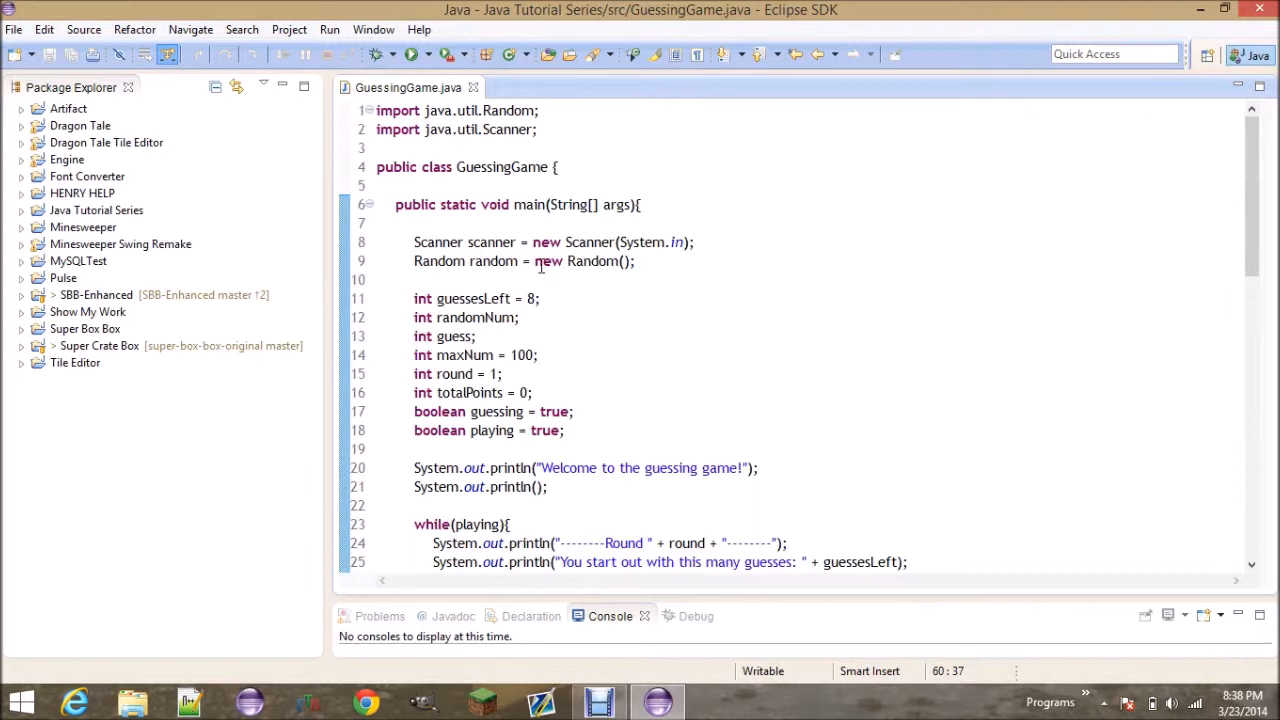 Java - Java Tutorial Series/src/GuessingGame.java - Eclipse SDK
File Edit Source Refactor Navigate Search Project Run Window Help
Quick Access
Java
Package Explorer
GuessingGame.java
Artifact
Dragon Tale
Dragon Tale Tile Editor
Engine
Font Converter
HENRY HELP
Java Tutorial Series
Minesweeper
Minesweeper Swing Remake
MySQLTest
Pulse
> SBB-Enhanced [SBB-Enhanced master ↑2]
Show My Work
Super Box Box
> Super Crate Box [super-box-box-original master]
Tile Editor
1 import java.util.Random;
2 import java.util.Scanner;
3
4 public class GuessingGame {
5
6 public static void main(String[] args){
7
8 Scanner scanner = new Scanner(System.in);
9 Random random = new Random();
10
11 int guessesLeft = 8;
12 int randomNum;
13 int guess;
14 int maxNum = 100;
15 int round = 1;
16 int totalPoints = 0;
17 boolean guessing = true;
18 boolean playing = true;
19
20 System.out.println("Welcome to the guessing game!");
21 System.out.println();
22
23 while(playing){
24 System.out.println("--------Round " + round + "--------");
25 System.out.println("You start out with this many guesses: " + guessesLeft);
Problems Javadoc Declaration Console Debug
No consoles to display at this time.
Writable Smart Insert 60 : 37
Programs
8:38 PM
3/23/2014